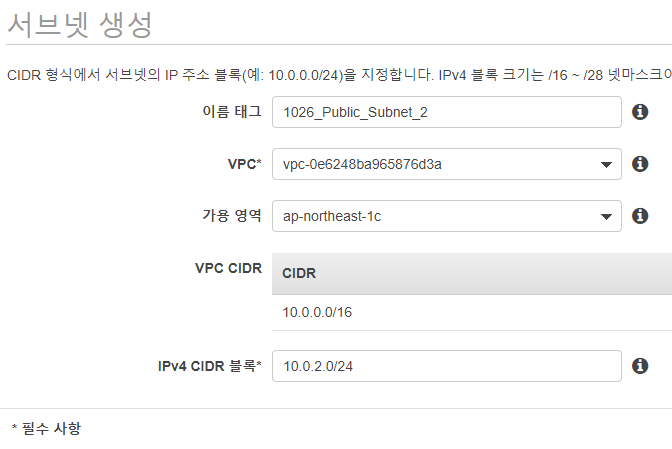 서브넷 생성
CIDR 형식에서 서브넷의 IP 주소 블록(예: 10.0.0.0/24)을 지정합니다. IPv4 블록 크기는 /16 ~ /28 넷마스크
이름 태그 1026_Public_Subnet_2
VPC* vpc-0e6248ba965876d3a
가용 영역 ap-northeast-1c
VPC CIDR CIDR
10.0.0.0/16
IPv4 CIDR 블록* 10.0.2.0/24
* 필수 사항